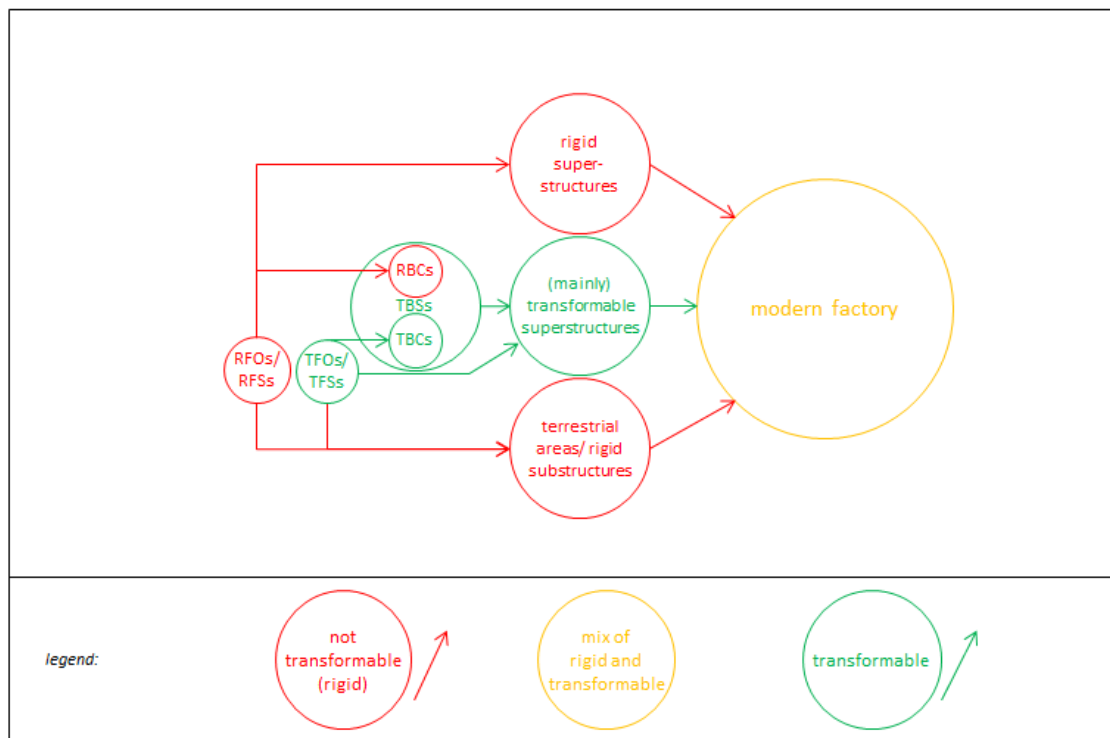 rigid
super-
structures
RBCs
TBSs
TBCs
(mainly)
transformable
superstructures
modern factory
RFOs/
RFSs
TFOs/
TFSs
terrestrial
areas/ rigid
substructures
legend:
not
transformable
(rigid)
mix of
rigid and
transformable
transformable